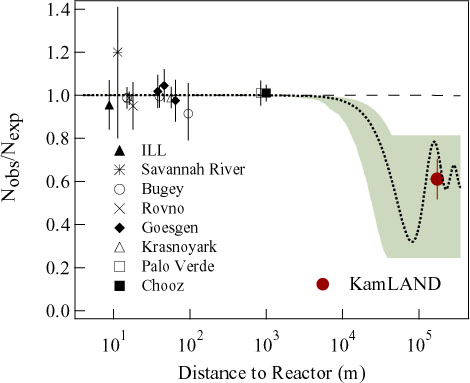 1.4
1.2
1.0
0.8
0.6
0.4
0.2
0.0
Nobs/Nexp
ILL
Savannah River
Bugey
Rovno
Goesgen
Krasnoyark
Palo Verde
Chooz
KamLAND
10¹ 10² 10³ 10⁴ 10⁵
Distance to Reactor (m)